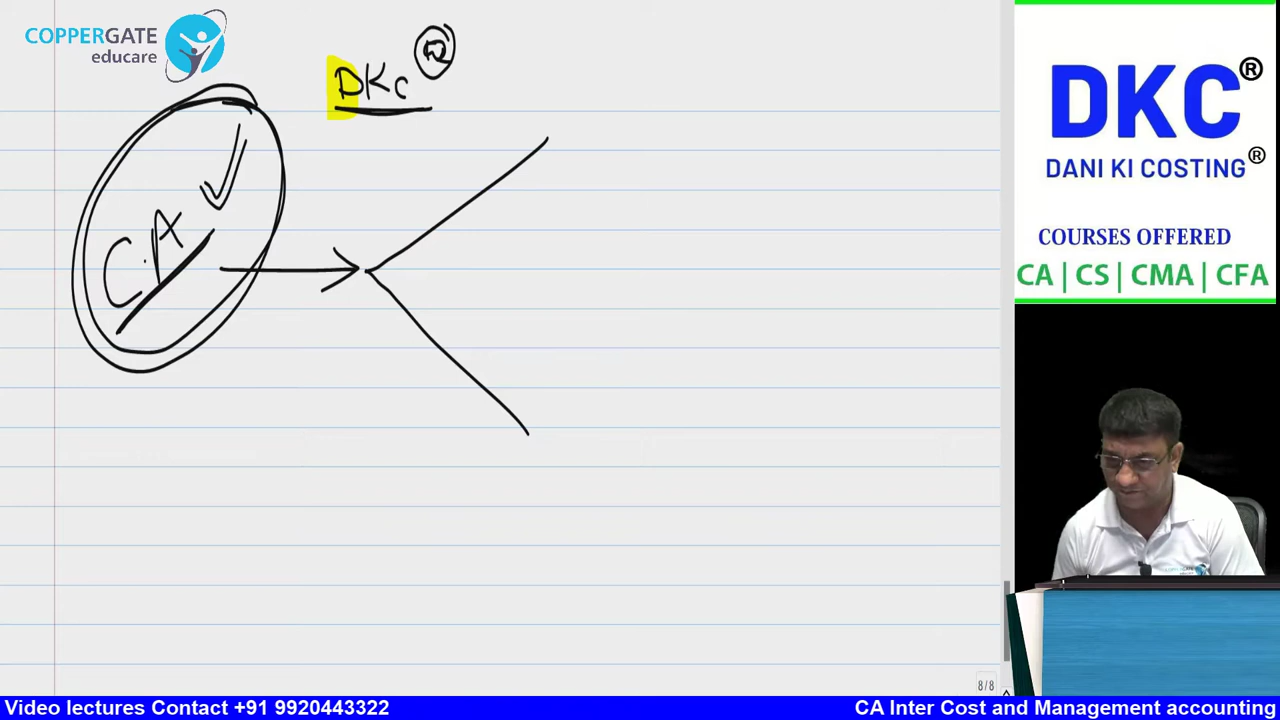 COPPERGATE
educare
DKC ®
C.A
DKC®
DANI KI COSTING®
COURSES OFFERED
CA | CS | CMA | CFA
8/8
Video lectures Contact +91 9920443322
CA Inter Cost and Management accounting